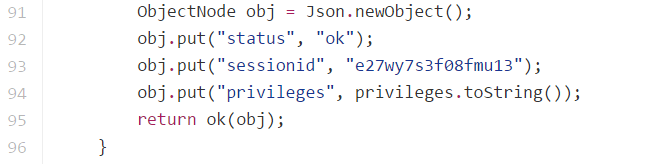 91 ObjectNode obj = Json.newObject();
92 obj.put("status", "ok");
93 obj.put("sessionid", "e27wy7s3f08fmu13");
94 obj.put("privileges", privileges.toString());
95 return ok(obj);
96 }